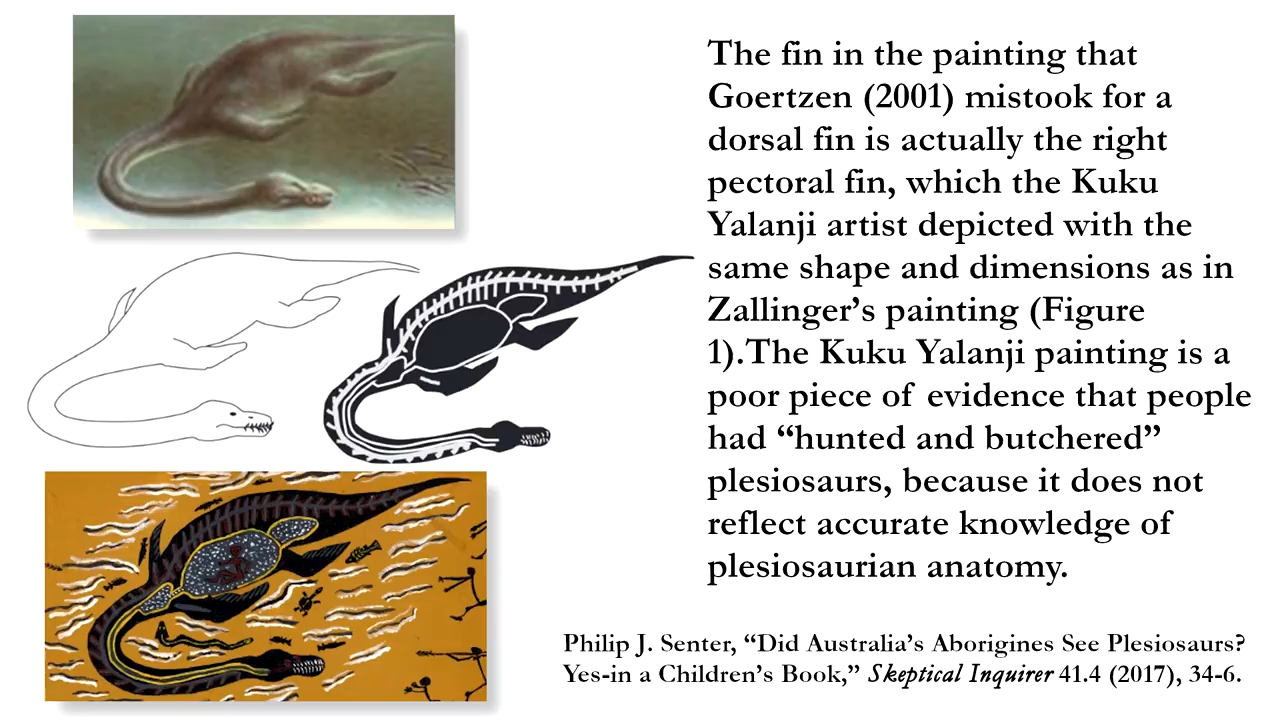 The fin in the painting that
Goertzen (2001) mistook for a
dorsal fin is actually the right
pectoral fin, which the Kuku
Yalanji artist depicted with the
same shape and dimensions as in
Zallinger’s painting (Figure
1).The Kuku Yalanji painting is a
poor piece of evidence that people
had “hunted and butchered”
plesiosaurs, because it does not
reflect accurate knowledge of
plesiosaurian anatomy.
Philip J. Senter, “Did Australia’s Aborigines See Plesiosaurs?
Yes-in a Children’s Book,” Skeptical Inquirer 41.4 (2017), 34-6.